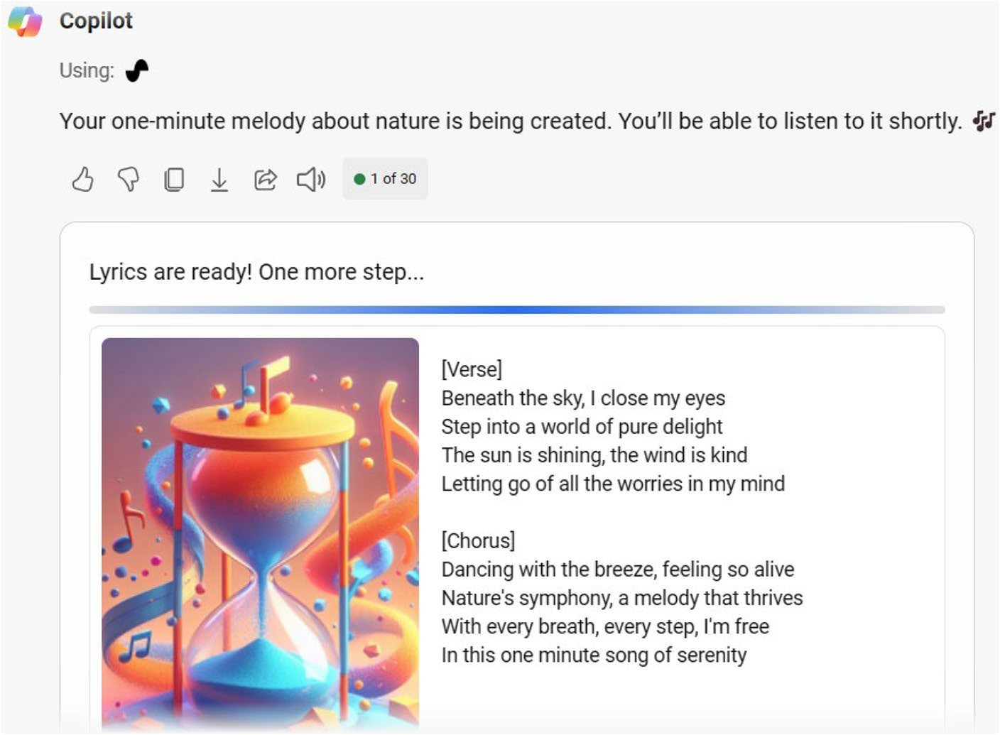 Copilot
Using:
Your one-minute melody about nature is being created. You’ll be able to listen to it shortly.
1 of 30
Lyrics are ready! One more step...
[Verse]
Beneath the sky, I close my eyes
Step into a world of pure delight
The sun is shining, the wind is kind
Letting go of all the worries in my mind
[Chorus]
Dancing with the breeze, feeling so alive
Nature's symphony, a melody that thrives
With every breath, every step, I'm free
In this one minute song of serenity